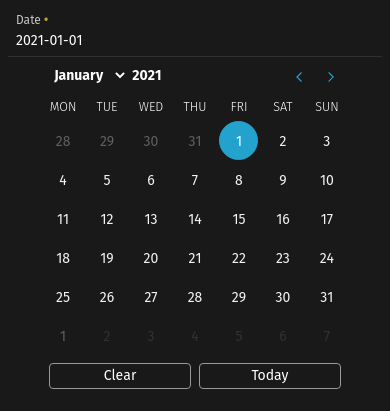 Date
2021-01-01
January 2021
MON TUE WED THU FRI SAT SUN
28 29 30 31 1 2 3
4 5 6 7 8 9 10
11 12 13 14 15 16 17
18 19 20 21 22 23 24
25 26 27 28 29 30 31
1 2 3 4 5 6 7
Clear Today